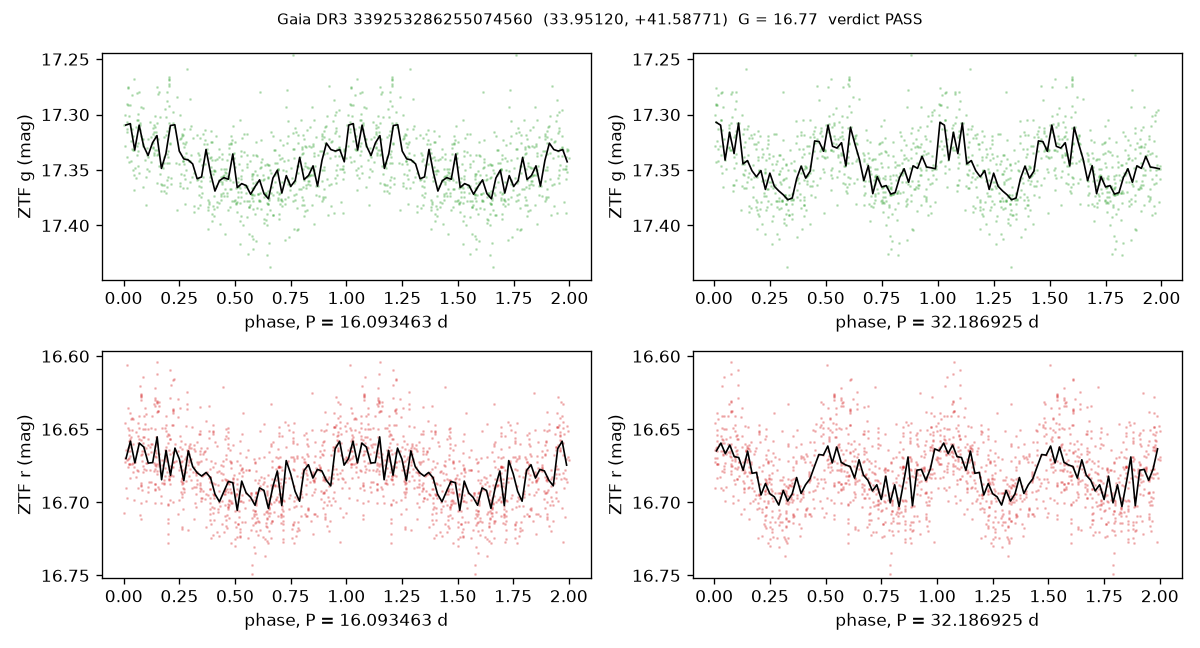 Gaia DR3 339253286255074560 (33.95120, +41.58771) G = 16.77 verdict PASS
ZTF g (mag)
17.25
17.30
17.35
17.40
0.00 0.25 0.50 0.75 1.00 1.25 1.50 1.75 2.00
phase, P = 16.093463 d
ZTF g (mag)
17.25
17.30
17.35
17.40
0.00 0.25 0.50 0.75 1.00 1.25 1.50 1.75 2.00
phase, P = 32.186925 d
ZTF r (mag)
16.60
16.65
16.70
16.75
0.00 0.25 0.50 0.75 1.00 1.25 1.50 1.75 2.00
phase, P = 16.093463 d
ZTF r (mag)
16.60
16.65
16.70
16.75
0.00 0.25 0.50 0.75 1.00 1.25 1.50 1.75 2.00
phase, P = 32.186925 d